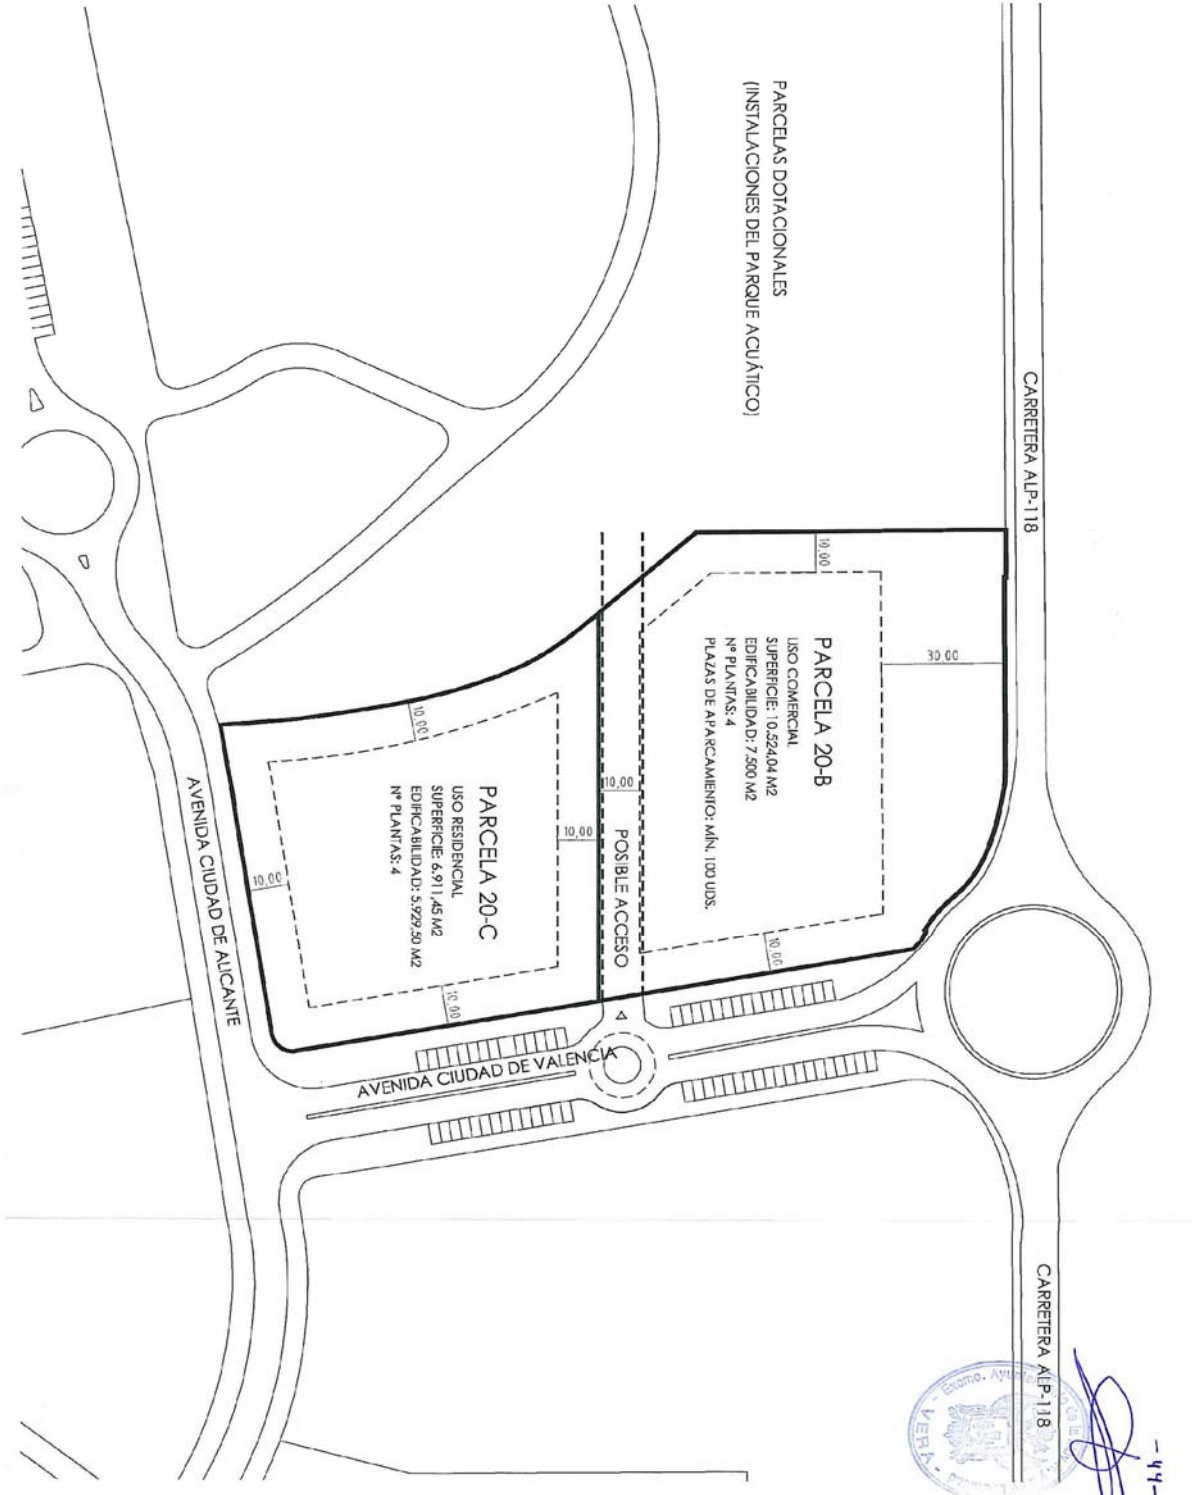 PARCELAS DOTACIONALES
(INSTALACIONES DEL PARQUE ACUÁTICO)
CARRETERA ALP-118
10,00
30.00
PARCELA 20-B
USO COMERCIAL
SUPERFICIE: 10.524,04 M2
EDIFICABILIDAD: 7.500 M2
Nº PLANTAS: 4
PLAZAS DE APARCAMIENTO: MÍN. 100 UDS.
10,00
10,00
POSIBLE ACCESO
10,00
10,00
PARCELA 20-C
USO RESIDENCIAL
SUPERFICIE: 6.911,45 M2
EDIFICABILIDAD: 5.929,50 M2
Nº PLANTAS: 4
10,00
10,00
AVENIDA CIUDAD DE ALICANTE
AVENIDA CIUDAD DE VALENCIA
CARRETERA ALP-118
Excmo.
VERA
-44-